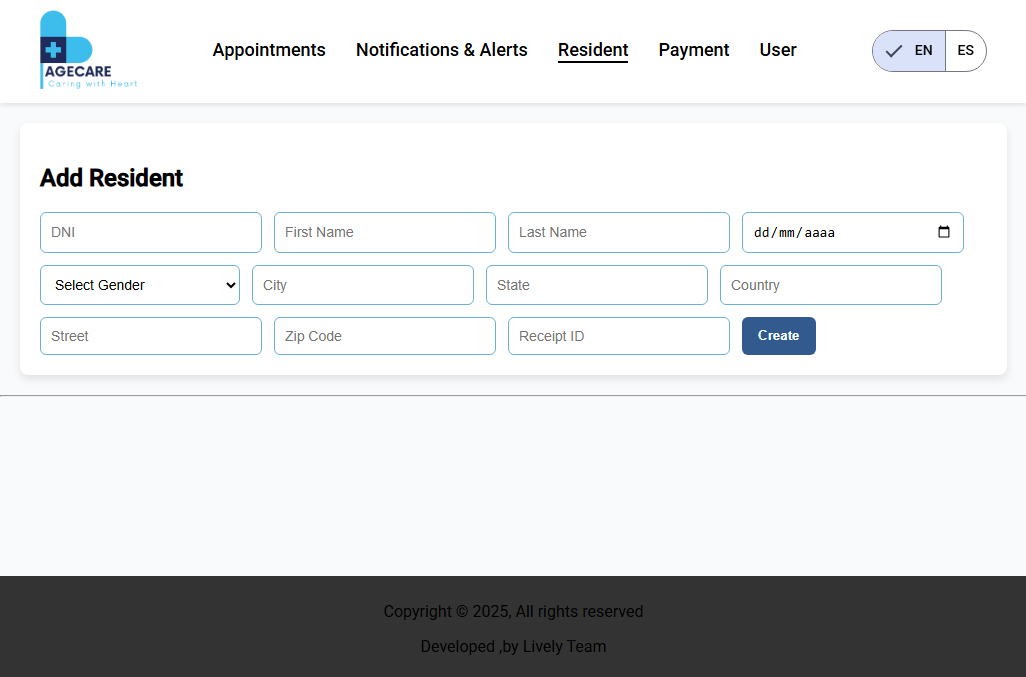 AGECARE
Caring with Heart
Appointments Notifications & Alerts Resident Payment User
EN ES
Add Resident
DNI First Name Last Name dd/mm/aaaa
Select Gender City State Country
Street Zip Code Receipt ID Create
Copyright © 2025, All rights reserved
Developed ,by Lively Team